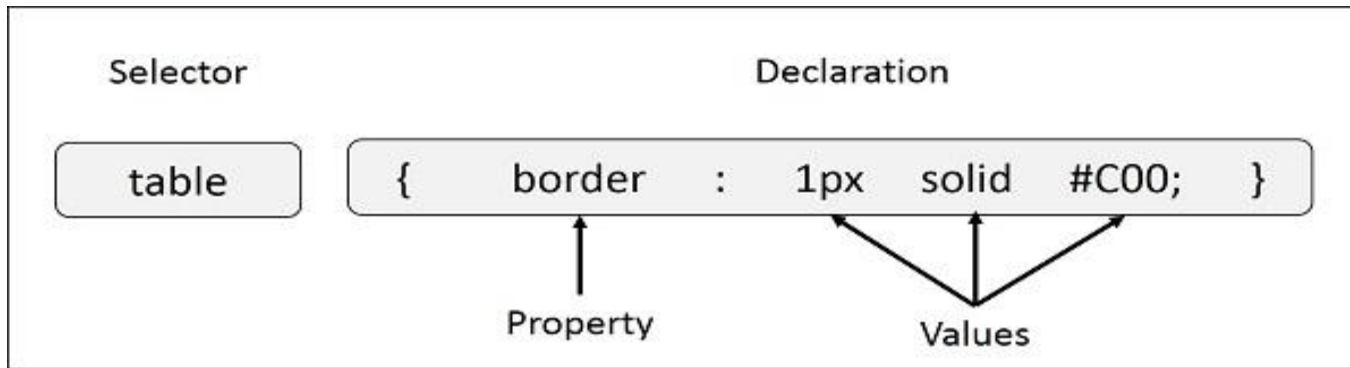 Selector Declaration
table { border : 1px solid #C00; }
Property Values